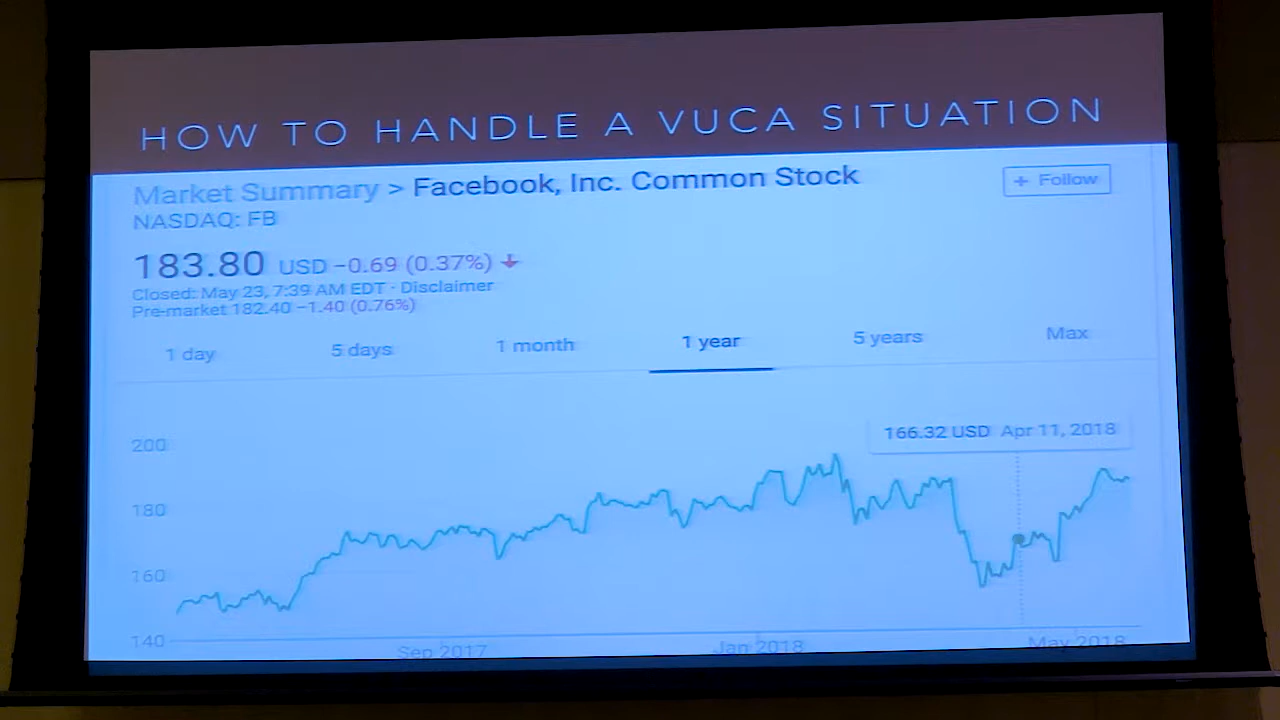 HOW TO HANDLE A VUCA SITUATION
Market Summary > Facebook, Inc. Common Stock
+ Follow
NASDAQ: FB
183.80 USD −0.69 (0.37%) ↓
Closed: May 23, 7:39 AM EDT · Disclaimer
Pre-market 182.40 −1.40 (0.76%)
1 day 5 days 1 month 1 year 5 years Max
166.32 USD Apr 11, 2018
200
180
160
140
Sep 2017 Jan 2018 May 2018